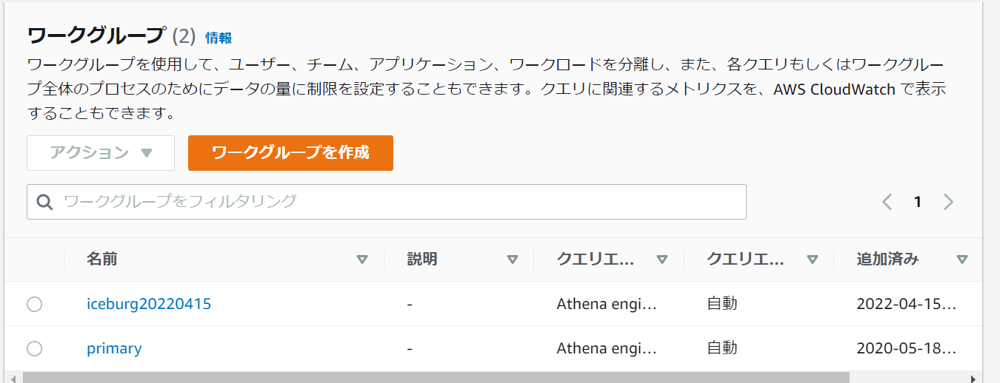 ワークグループ (2) 情報
ワークグループを使用して、ユーザー、チーム、アプリケーション、ワークロードを分離し、また、各クエリもしくはワークグルー
プ全体のプロセスのためにデータの量に制限を設定することもできます。クエリに関連するメトリクスを、AWS CloudWatch で表示
することもできます。
アクション ワークグループを作成
ワークグループをフィルタリング 1
名前 説明 クエリエ... クエリエ... 追加済み
iceburg20220415 - Athena engi... 自動 2022-04-15...
primary - Athena engi... 自動 2020-05-18...